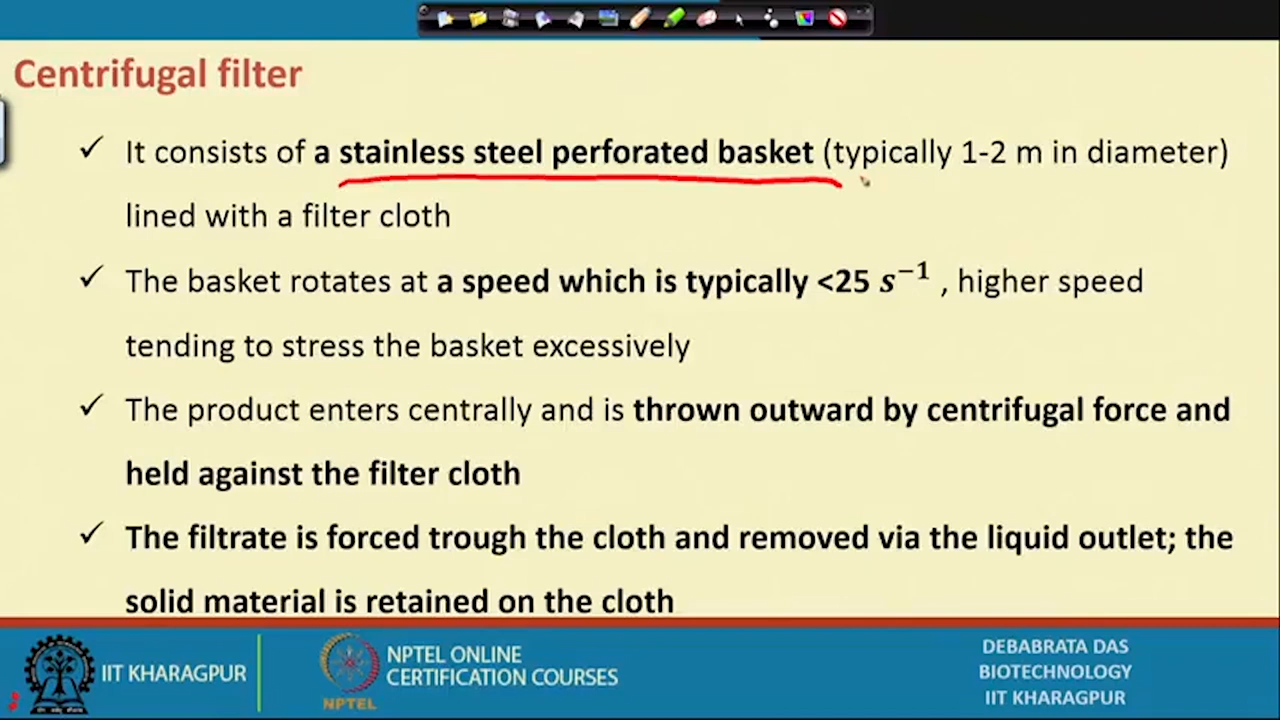 Centrifugal filter
✓ It consists of a stainless steel perforated basket (typically 1-2 m in diameter)
lined with a filter cloth
✓ The basket rotates at a speed which is typically <25 s⁻¹ , higher speed
tending to stress the basket excessively
✓ The product enters centrally and is thrown outward by centrifugal force and
held against the filter cloth
✓ The filtrate is forced trough the cloth and removed via the liquid outlet; the
solid material is retained on the cloth
IIT KHARAGPUR
NPTEL
NPTEL ONLINE
CERTIFICATION COURSES
DEBABRATA DAS
BIOTECHNOLOGY
IIT KHARAGPUR